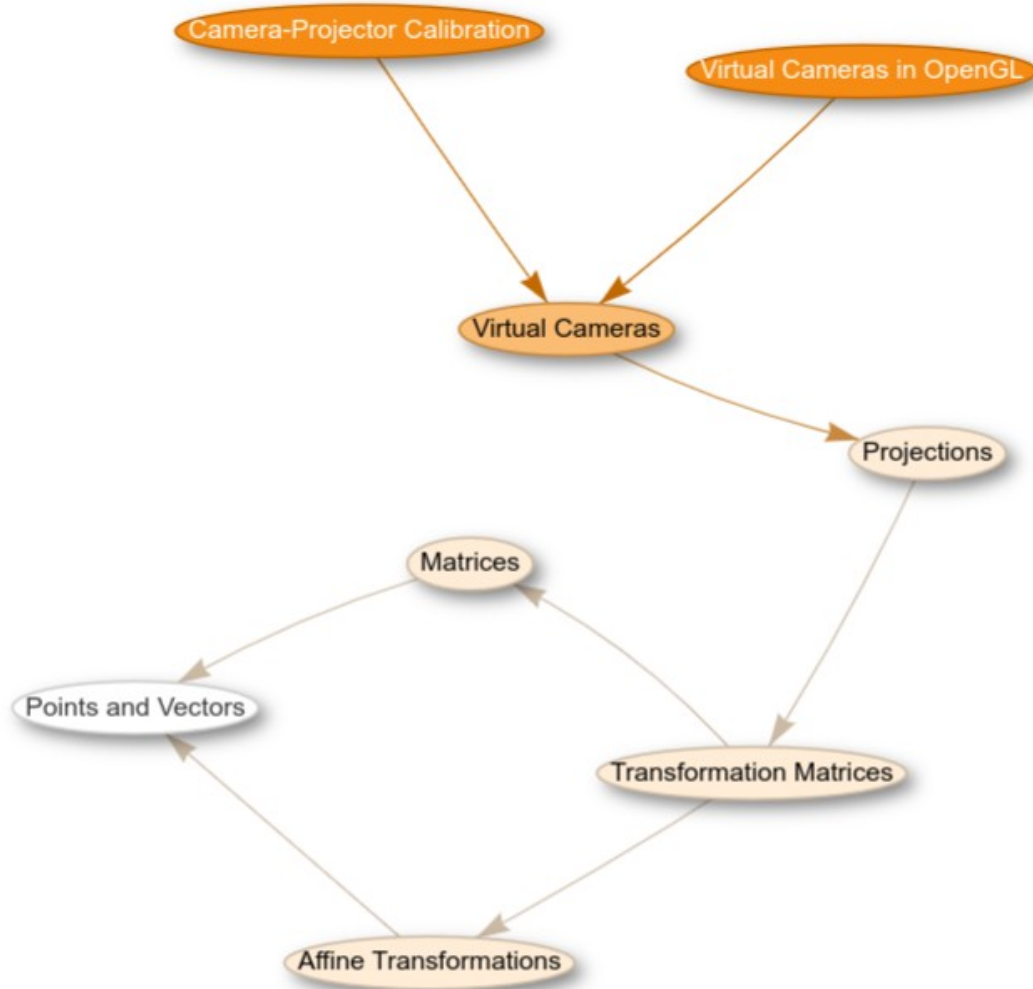 Camera-Projector Calibration
Virtual Cameras in OpenGL
Virtual Cameras
Projections
Matrices
Points and Vectors
Transformation Matrices
Affine Transformations